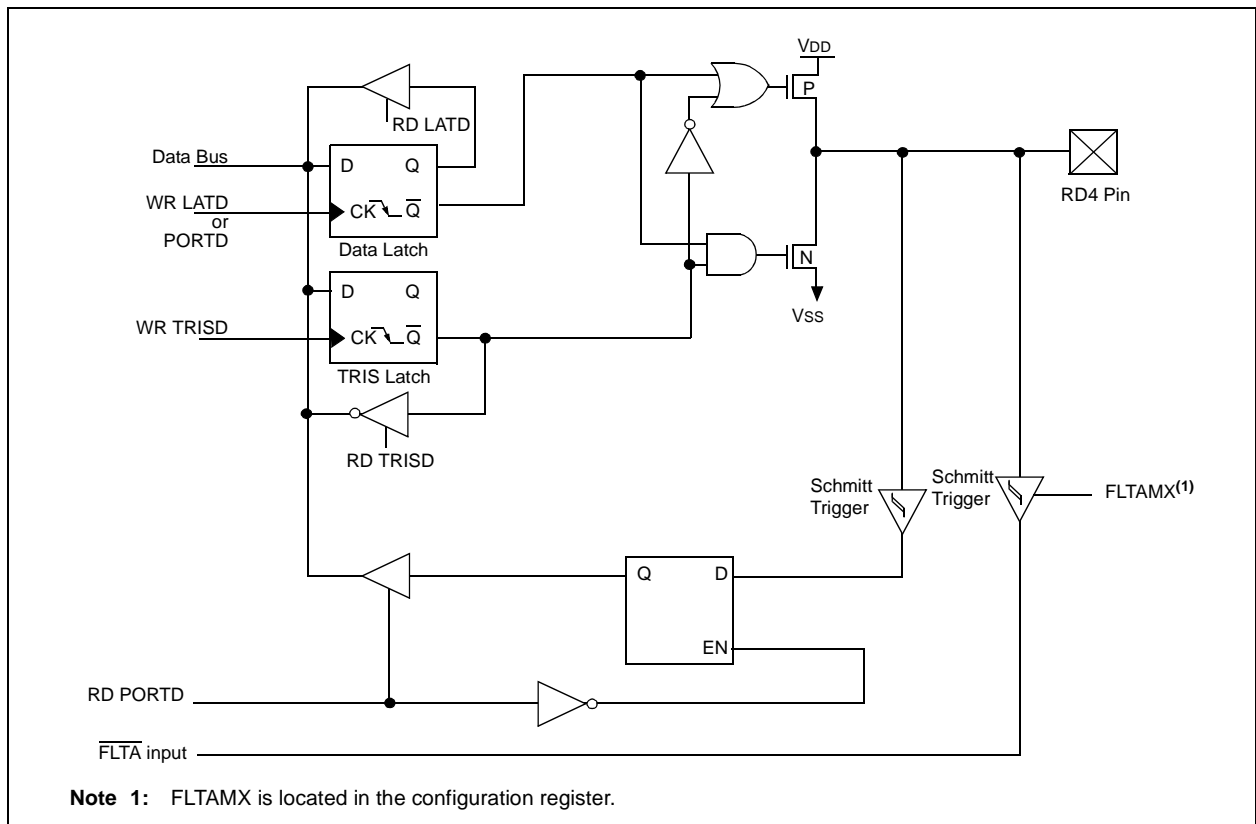 VDD
P
RD LATD
Data Bus
D Q
WR LATD
or
PORTD
CK Q̅
Data Latch
RD4 Pin
N
VSS
D Q
WR TRISD
CK Q̅
TRIS Latch
RD TRISD
Schmitt
Trigger
Schmitt
Trigger
FLTAMX(1)
Q D
EN
RD PORTD
F̅L̅T̅A̅ input
Note 1: FLTAMX is located in the configuration register.